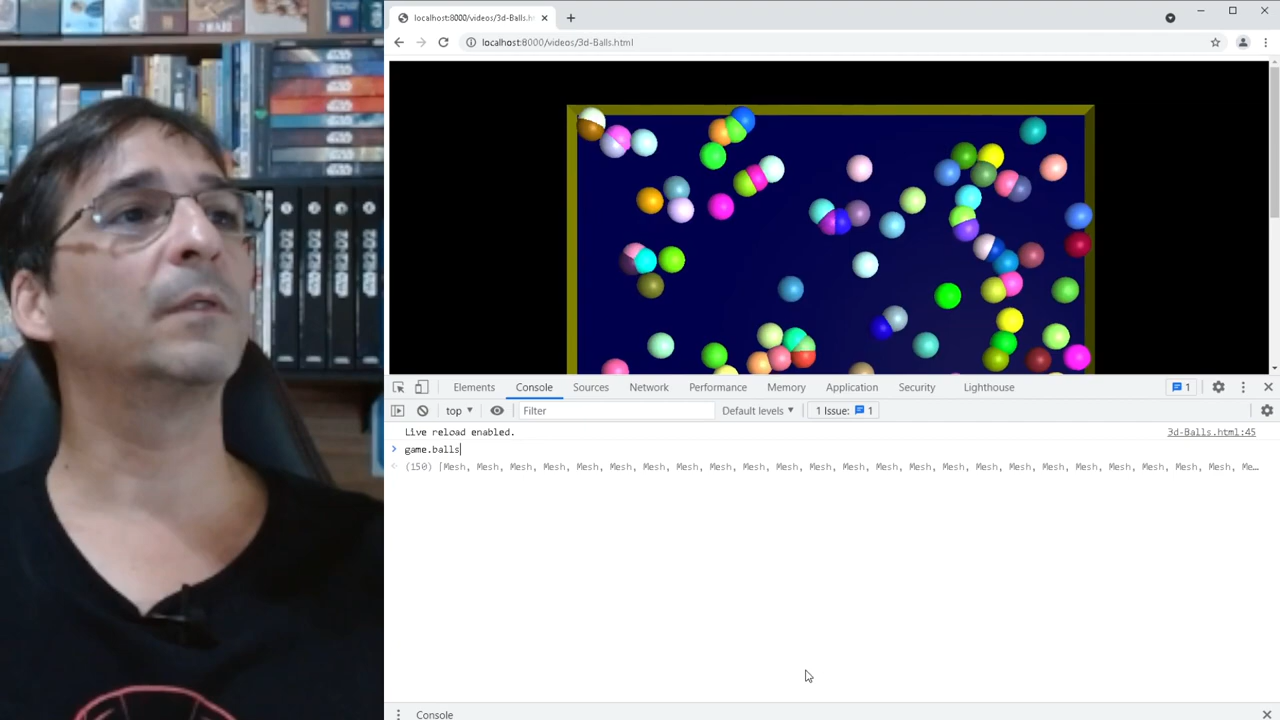 localhost:8000/videos/3d-Balls.ht
localhost:8000/videos/3d-Balls.html
Elements Console Sources Network Performance Memory Application Security Lighthouse 1
top Filter Default levels 1 Issue: 1
Live reload enabled. 3d-Balls.html:45
game.balls
(150) [Mesh, Mesh, Mesh, Mesh, Mesh, Mesh, Mesh, Mesh, Mesh, Mesh, Mesh, Mesh, Mesh, Mesh, Mesh, Mesh, Mesh, Mesh, Mesh, Mesh, Mesh, Mesh, Mesh, Mesh, Me…
Console